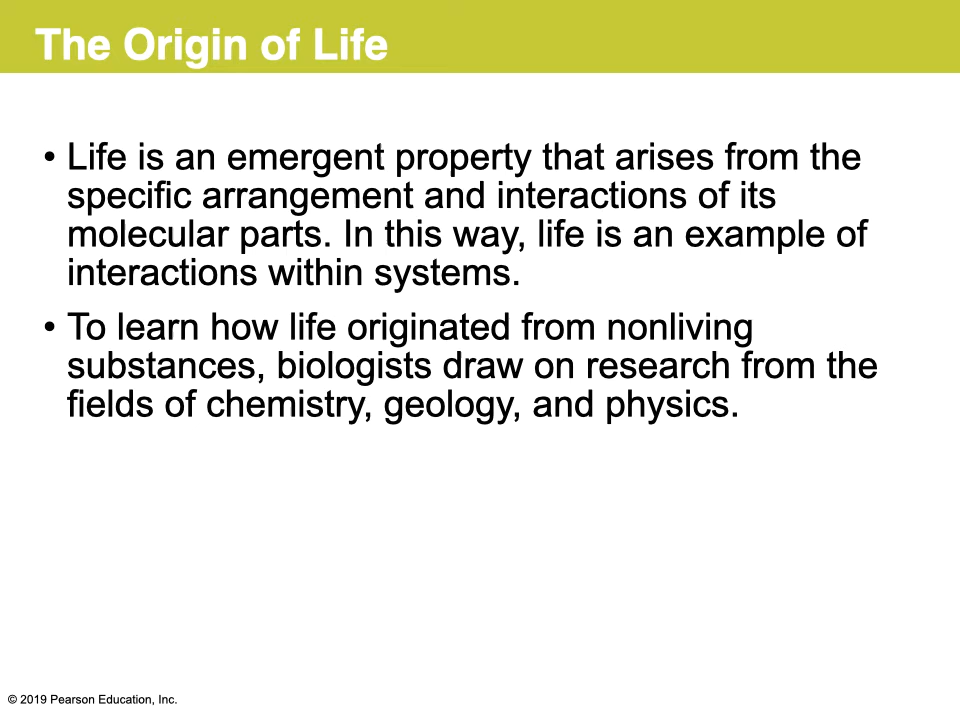 The Origin of Life
• Life is an emergent property that arises from the
specific arrangement and interactions of its
molecular parts. In this way, life is an example of
interactions within systems.
• To learn how life originated from nonliving
substances, biologists draw on research from the
fields of chemistry, geology, and physics.
© 2019 Pearson Education, Inc.